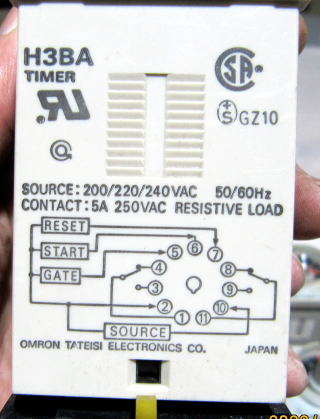 H3BA
TIMER
SA
S GZ10
SOURCE: 200/220/240VAC 50/60Hz
CONTACT: 5A 250VAC RESISTIVE LOAD
RESET
START
GATE
⑤ ⑥ ⑦
④ ⑧
③ ⑨
② ⑩
① ⑪
SOURCE
OMRON TATEISI ELECTRONICS CO. JAPAN